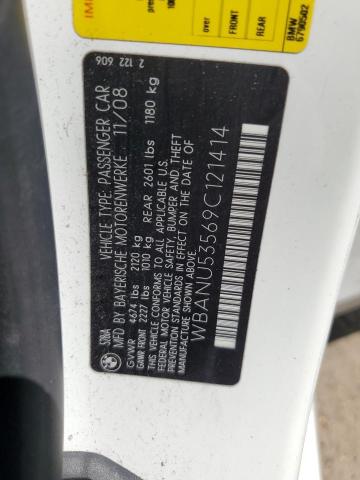 VEHICLE TYPE: PASSENGER CAR
MFD BY BAYERISCHE MOTORENWERKE 11/08
GVWR 4674 lbs 2120 kg
GAWR FRONT 2227 lbs 1010 kg REAR 2601 lbs 1180 kg
THIS VEHICLE CONFORMS TO ALL APPLICABLE U.S.
FEDERAL MOTOR VEHICLE SAFETY, BUMPER, AND THEFT
PREVENTION STANDARDS IN EFFECT ON THE DATE OF
MANUFACTURE SHOWN ABOVE.
WBANU53569C121414
2 122 606
over
FRONT
REAR
BMW